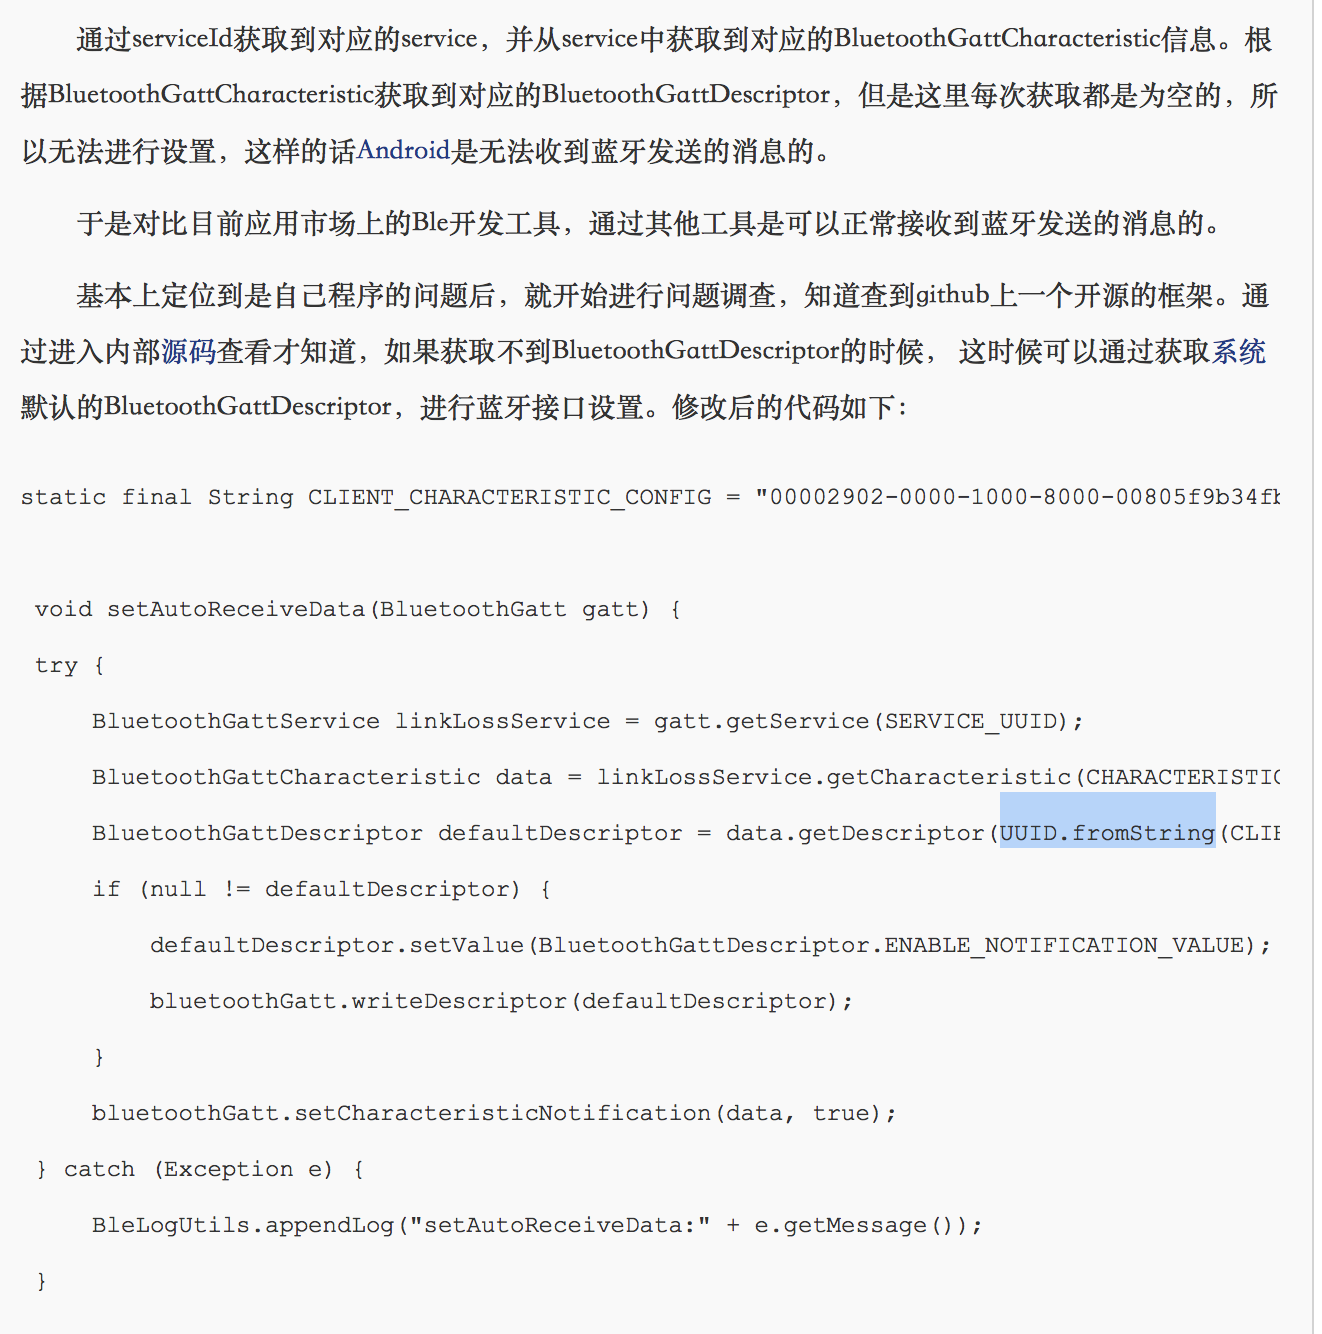 通过serviceId获取到对应的service，并从service中获取到对应的BluetoothGattCharacteristic信息。根
据BluetoothGattCharacteristic获取到对应的BluetoothGattDescriptor，但是这里每次获取都是为空的，所
以无法进行设置，这样的话Android是无法收到蓝牙发送的消息的。
于是对比目前应用市场上的Ble开发工具，通过其他工具是可以正常接收到蓝牙发送的消息的。
基本上定位到是自己程序的问题后，就开始进行问题调查，知道查到github上一个开源的框架。通
过进入内部源码查看才知道，如果获取不到BluetoothGattDescriptor的时候， 这时候可以通过获取系统
默认的BluetoothGattDescriptor，进行蓝牙接口设置。修改后的代码如下：
static final String CLIENT_CHARACTERISTIC_CONFIG = "00002902-0000-1000-8000-00805f9b34fb
void setAutoReceiveData(BluetoothGatt gatt) {
try {
BluetoothGattService linkLossService = gatt.getService(SERVICE_UUID);
BluetoothGattCharacteristic data = linkLossService.getCharacteristic(CHARACTERISTIC
BluetoothGattDescriptor defaultDescriptor = data.getDescriptor(UUID.fromString(CLIE
if (null != defaultDescriptor) {
defaultDescriptor.setValue(BluetoothGattDescriptor.ENABLE_NOTIFICATION_VALUE);
bluetoothGatt.writeDescriptor(defaultDescriptor);
}
bluetoothGatt.setCharacteristicNotification(data, true);
} catch (Exception e) {
BleLogUtils.appendLog("setAutoReceiveData:" + e.getMessage());
}